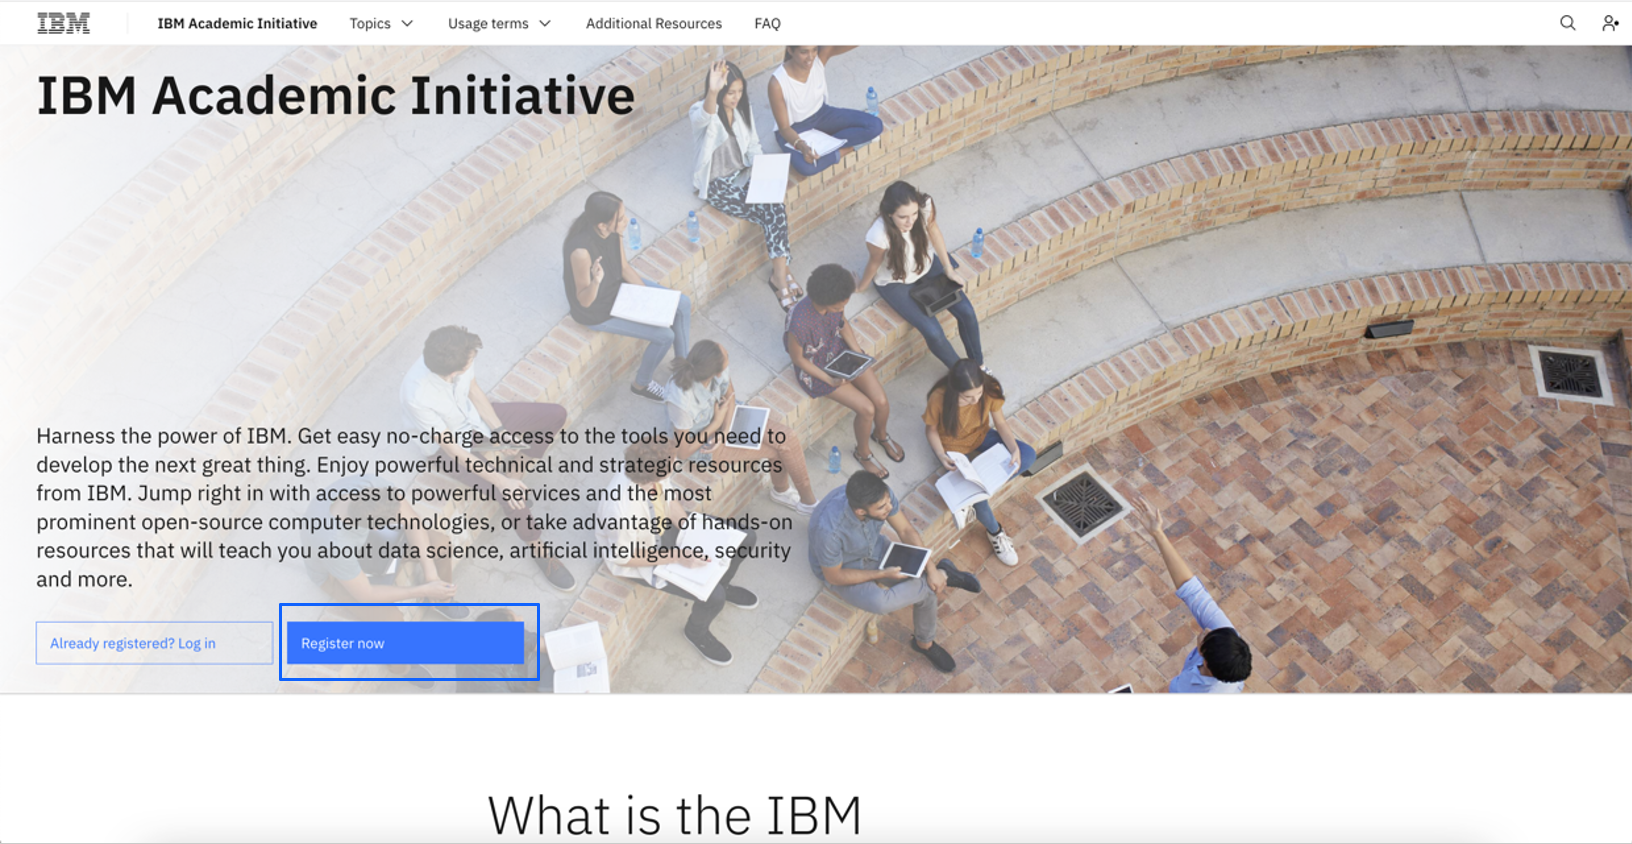 IBM
IBM Academic Initiative
Topics
Usage terms
Additional Resources
FAQ
IBM Academic Initiative
Harness the power of IBM. Get easy no-charge access to the tools you need to
develop the next great thing. Enjoy powerful technical and strategic resources
from IBM. Jump right in with access to powerful services and the most
prominent open-source computer technologies, or take advantage of hands-on
resources that will teach you about data science, artificial intelligence, security
and more.
Already registered? Log in
Register now
What is the IBM